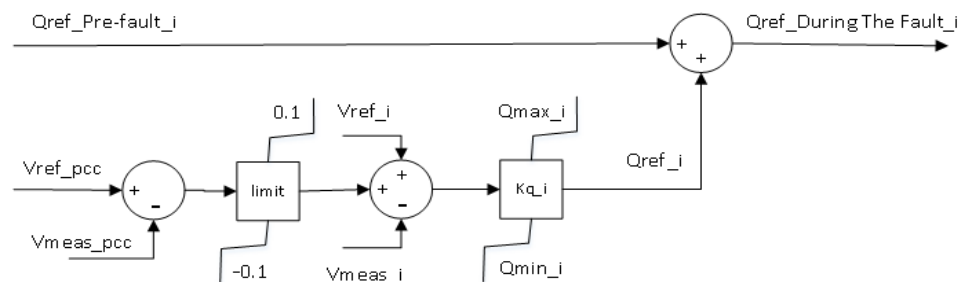 Qref_Pre-fault_i
Qref_During The Fault_i
+
+
0.1
Vref_i
Qmax_i
Vref_pcc
+
-
limit
+
+
-
Kq_i
Qref_i
Vmeas_pcc
-0.1
Vmeas_i
Qmin_i